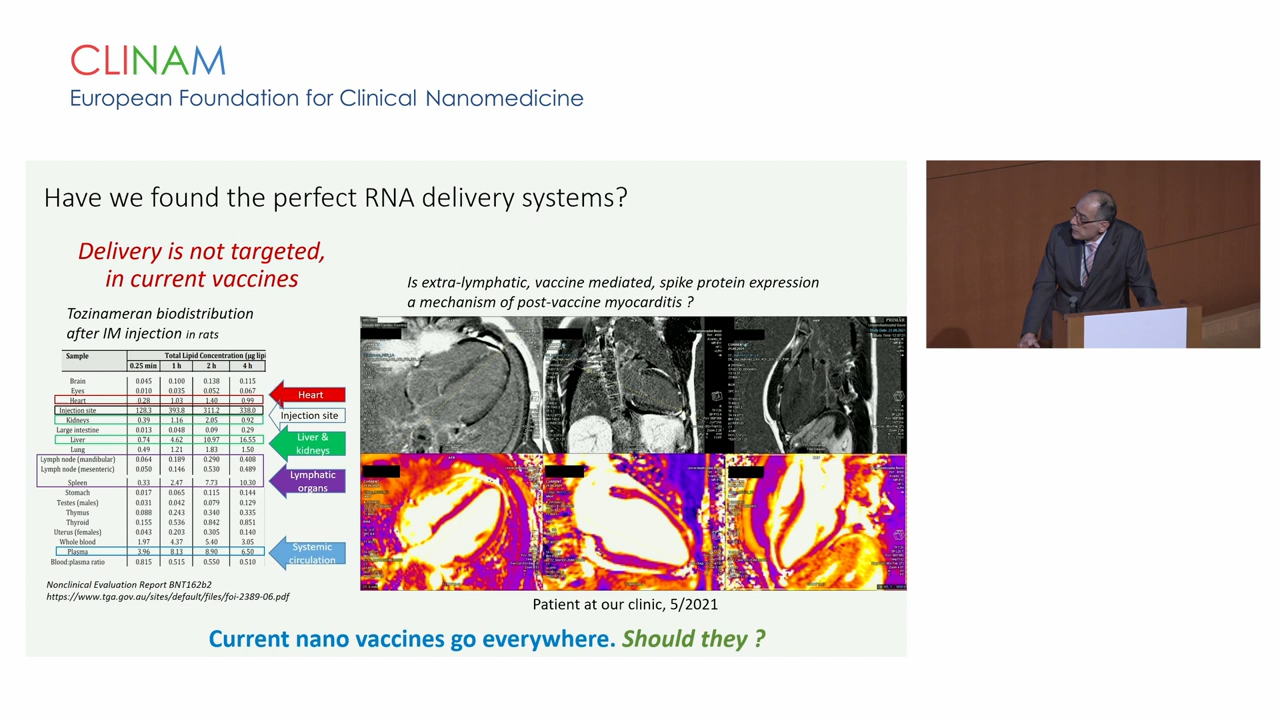 CLINAM
European Foundation for Clinical Nanomedicine
Have we found the perfect RNA delivery systems?
Delivery is not targeted,
in current vaccines
Tozinameran biodistribution
after IM injection in rats
Sample Total Lipid Concentration (µg lipi
0.25 min 1 h 2 h 4 h
Brain 0.045 0.100 0.138 0.115
Eyes 0.010 0.035 0.052 0.067
Heart 0.28 1.03 1.40 0.99
Injection site 128.3 393.8 311.2 338.0
Kidneys 0.39 1.16 2.05 0.92
Large intestine 0.013 0.048 0.09 0.29
Liver 0.74 4.62 10.97 16.55
Lung 0.49 1.21 1.83 1.50
Lymph node (mandibular) 0.064 0.189 0.290 0.408
Lymph node (mesenteric) 0.050 0.146 0.530 0.489
Spleen 0.33 2.47 7.73 10.30
Stomach 0.017 0.065 0.115 0.144
Testes (males) 0.031 0.042 0.079 0.129
Thymus 0.088 0.243 0.340 0.335
Thyroid 0.155 0.536 0.842 0.851
Uterus (females) 0.043 0.203 0.305 0.140
Whole blood 1.97 4.37 5.40 3.05
Plasma 3.96 8.13 8.90 6.50
Blood:plasma ratio 0.815 0.515 0.550 0.510
Heart
Injection site
Liver &
kidneys
Lymphatic
organs
Systemic
circulation
Nonclinical Evaluation Report BNT162b2
https://www.tga.gov.au/sites/default/files/foi-2389-06.pdf
Is extra-lymphatic, vaccine mediated, spike protein expression
a mechanism of post-vaccine myocarditis ?
Patient at our clinic, 5/2021
Current nano vaccines go everywhere. Should they ?